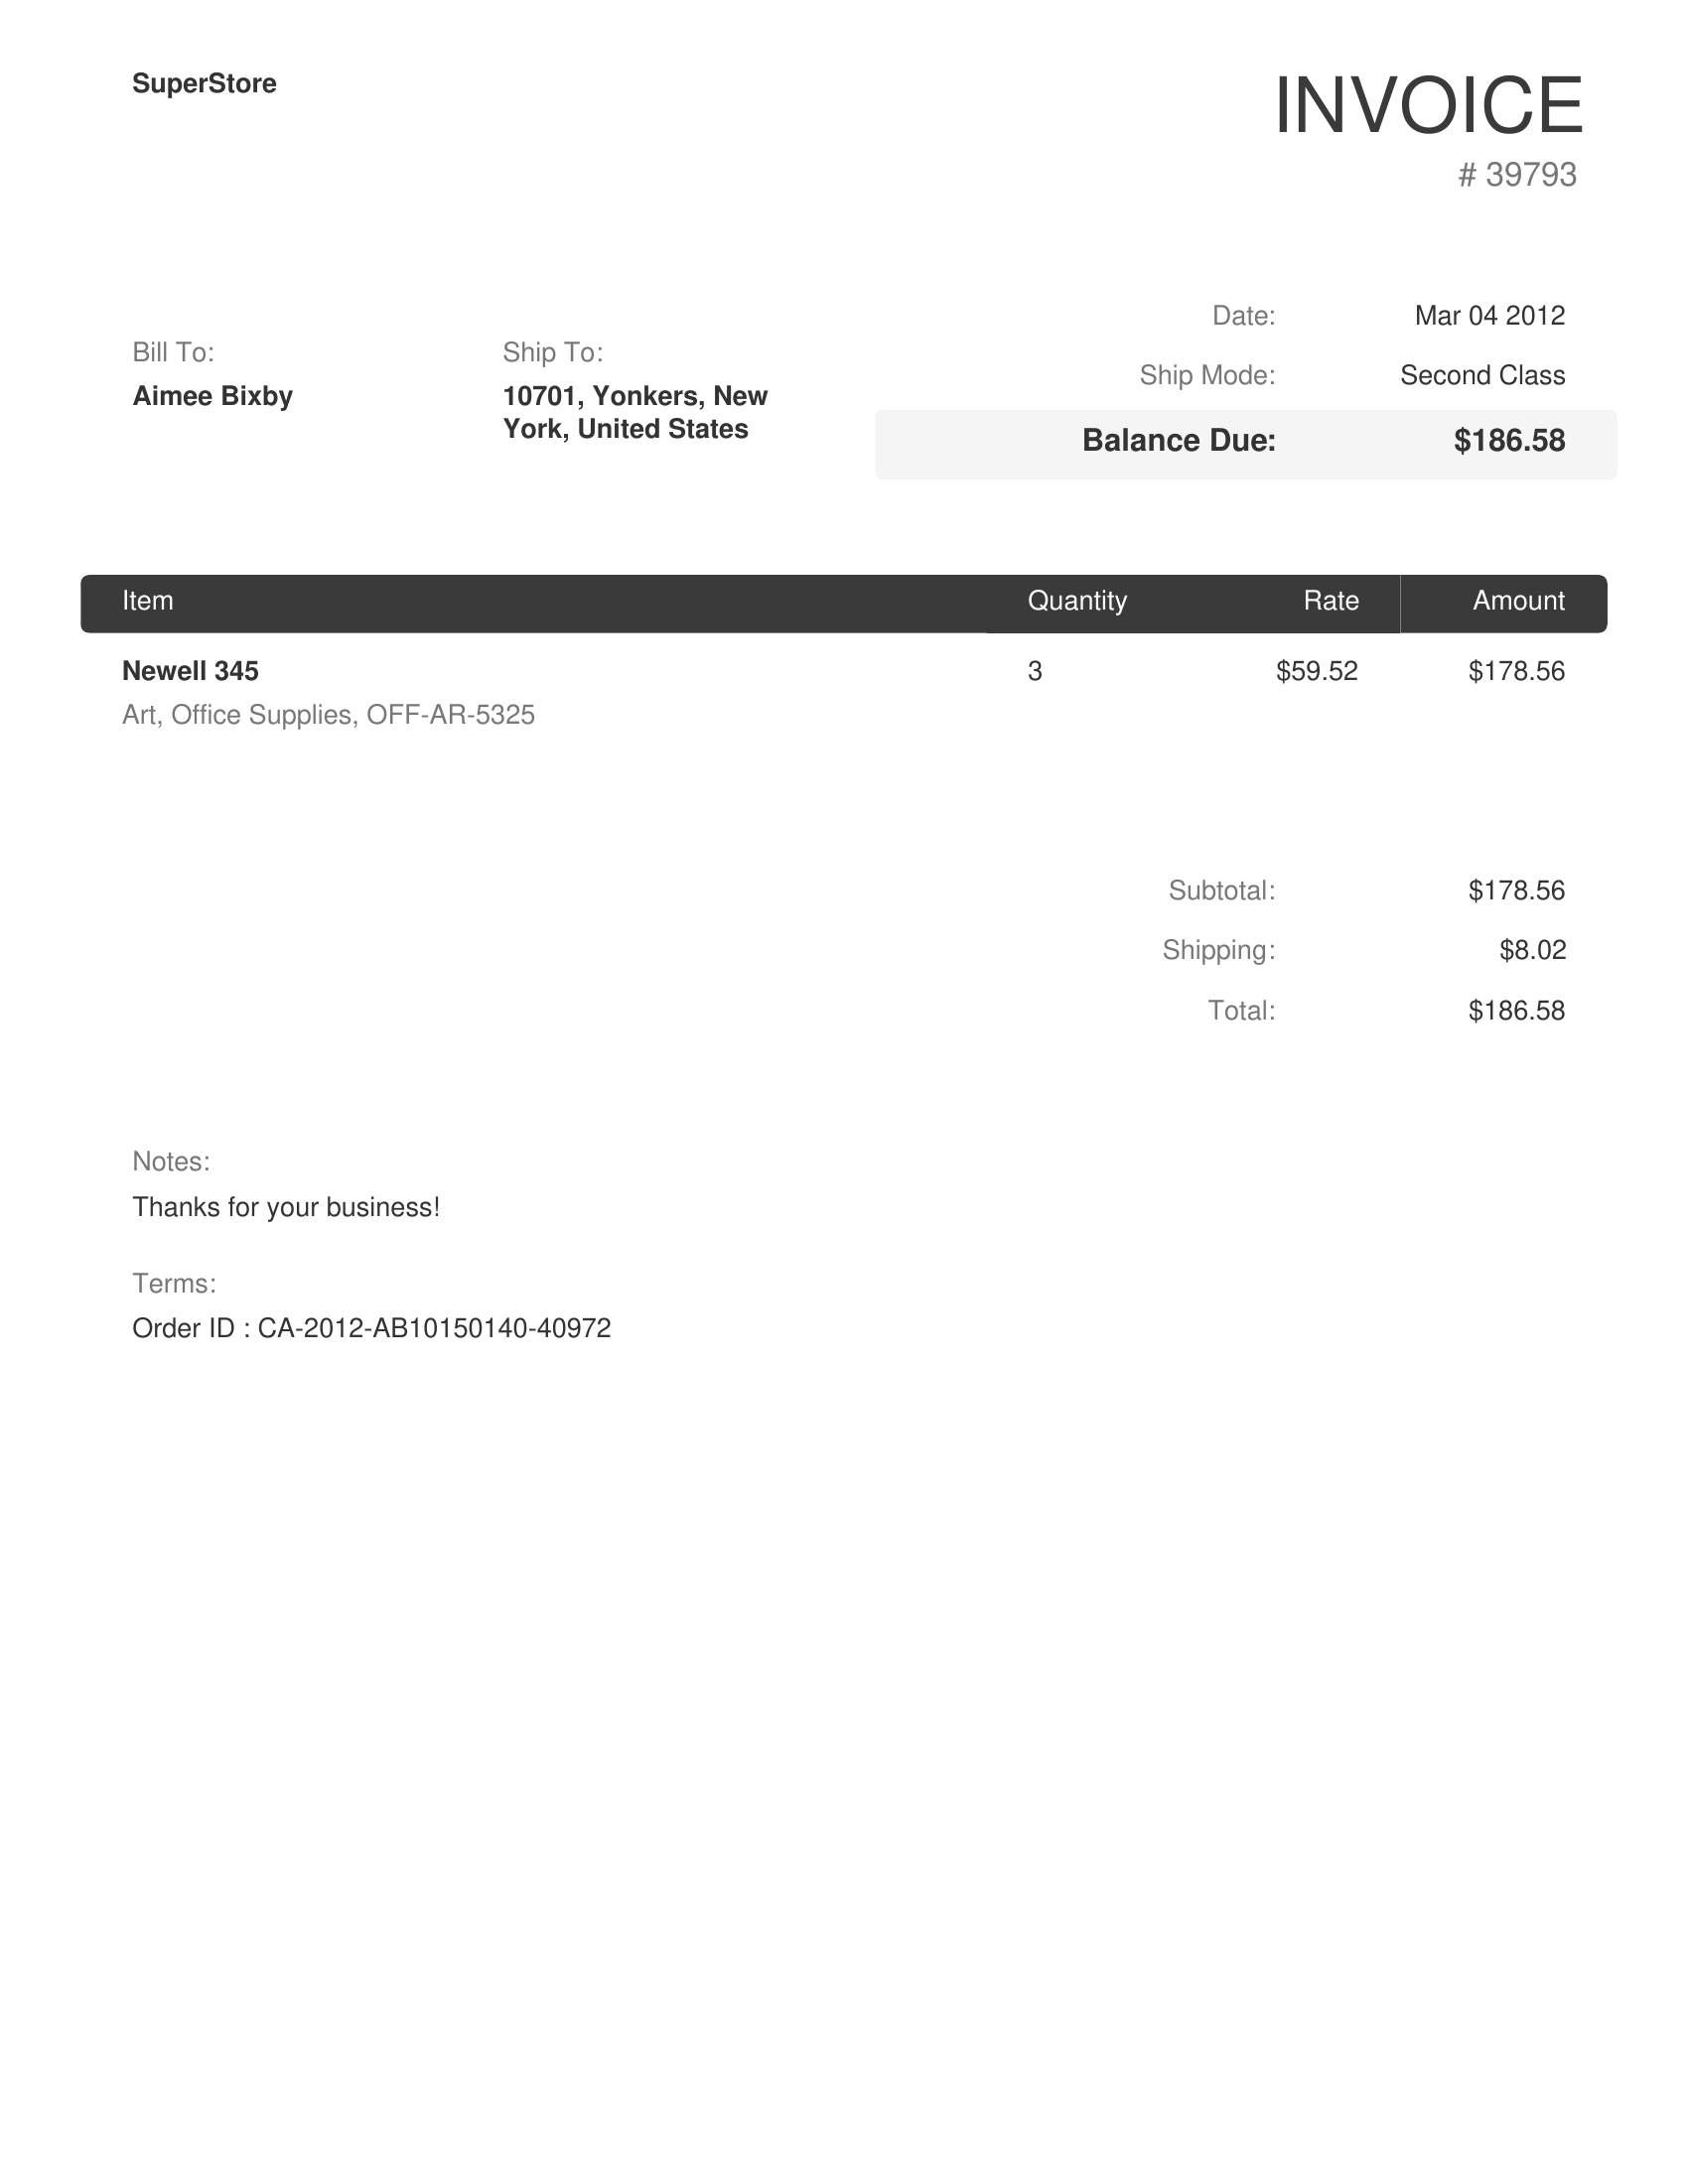 SuperStore
INVOICE
# 39793
Date: Mar 04 2012
Bill To:
Aimee Bixby
Ship To:
10701, Yonkers, New
York, United States
Ship Mode: Second Class
Balance Due: $186.58
Item Quantity Rate Amount
Newell 345 3 $59.52 $178.56
Art, Office Supplies, OFF-AR-5325
Subtotal: $178.56
Shipping: $8.02
Total: $186.58
Notes:
Thanks for your business!
Terms:
Order ID : CA-2012-AB10150140-40972